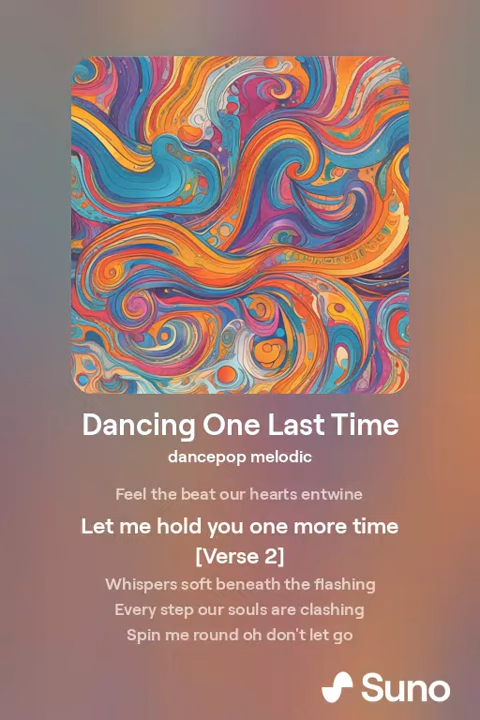 Dancing One Last Time
dancepop melodic
Feel the beat our hearts entwine
Let me hold you one more time
[Verse 2]
Whispers soft beneath the flashing
Every step our souls are clashing
Spin me round oh don't let go
Suno